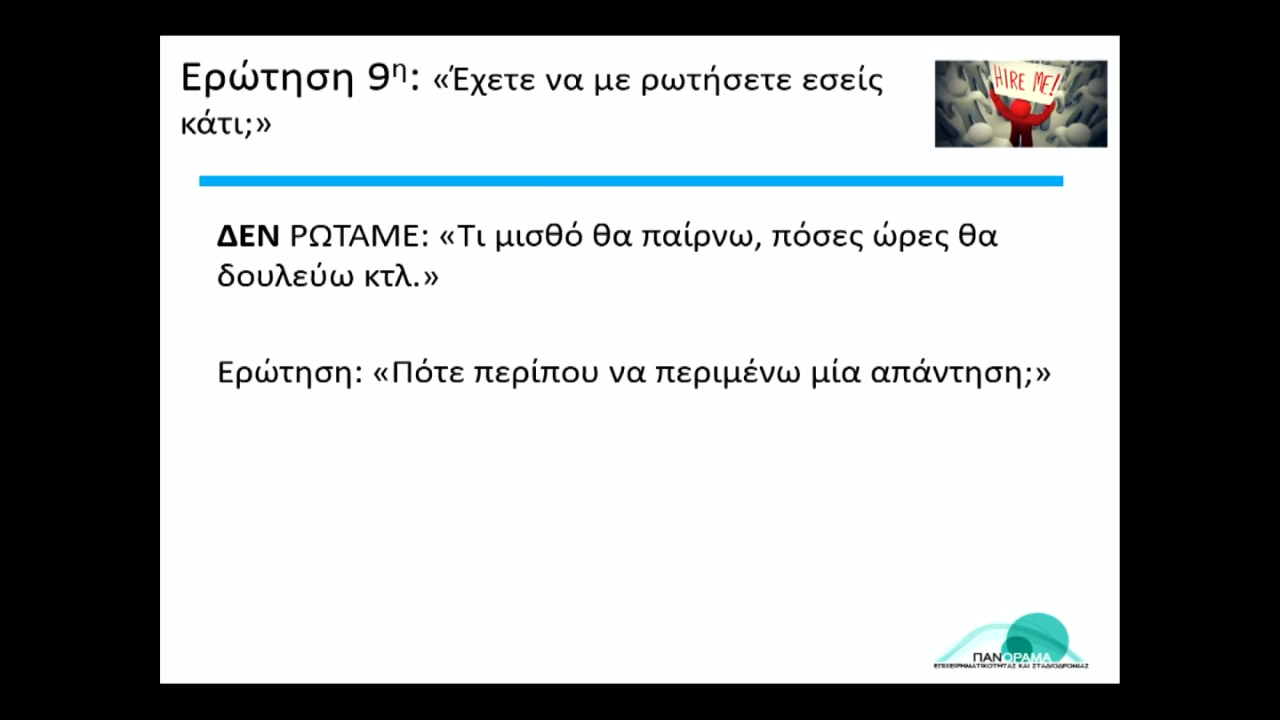 Ερώτηση 9η: «Έχετε να με ρωτήσετε εσείς
κάτι;»
HIRE ME!
ΔΕΝ ΡΩΤΑΜΕ: «Τι μισθό θα παίρνω, πόσες ώρες θα
δουλεύω κτλ.»
Ερώτηση: «Πότε περίπου να περιμένω μία απάντηση;»
ΠΑΝΟΡΑΜΑ
ΕΠΙΧΕΙΡΗΜΑΤΙΚΟΤΗΤΑΣ ΚΑΙ ΣΤΑΔΙΟΔΡΟΜΙΑΣ